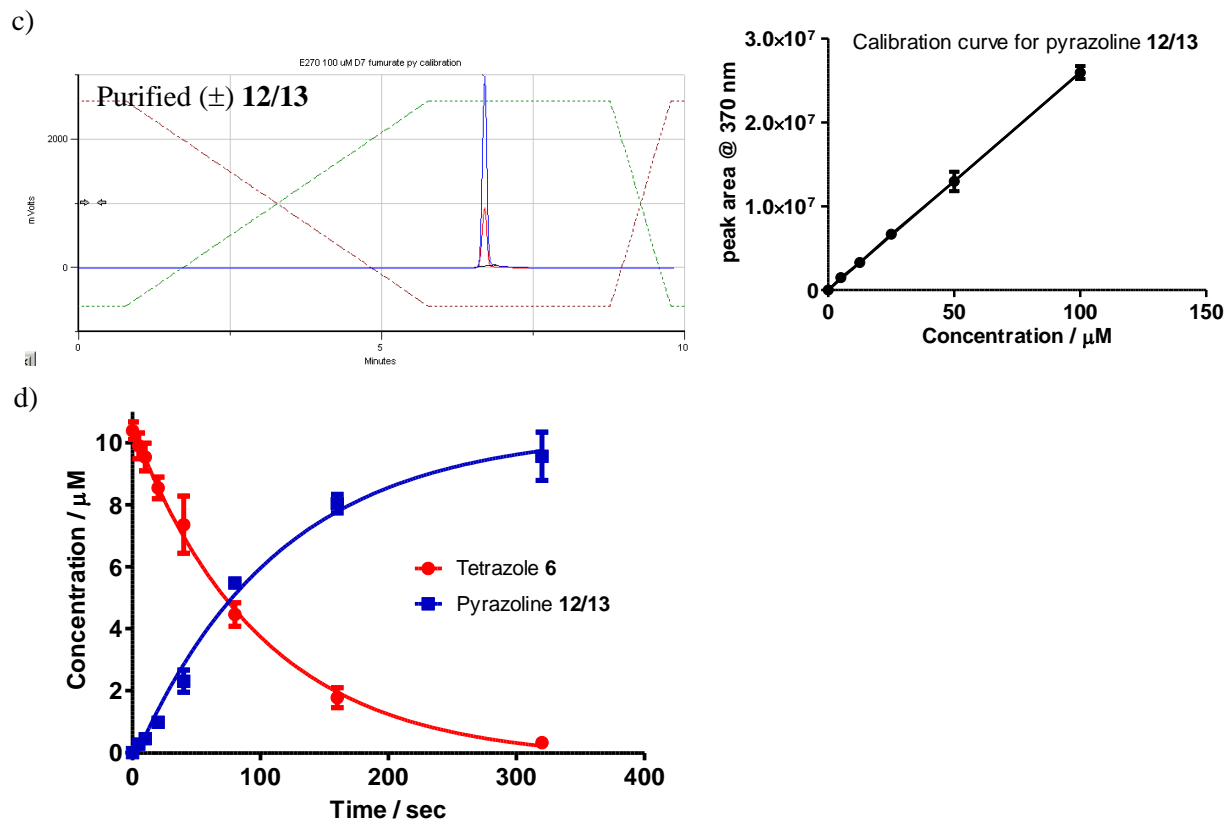 c)
E270 100 uM D7 fumurate py calibration
Purified (±) 12/13
2000
0
mVolts
0
5
10
Minutes
Calibration curve for pyrazoline 12/13
3.0×10⁷
2.0×10⁷
1.0×10⁷
0
peak area @ 370 nm
0
50
100
150
Concentration / μM
d)
10
8
6
4
2
0
Concentration / μM
Tetrazole 6
Pyrazoline 12/13
0
100
200
300
400
Time / sec